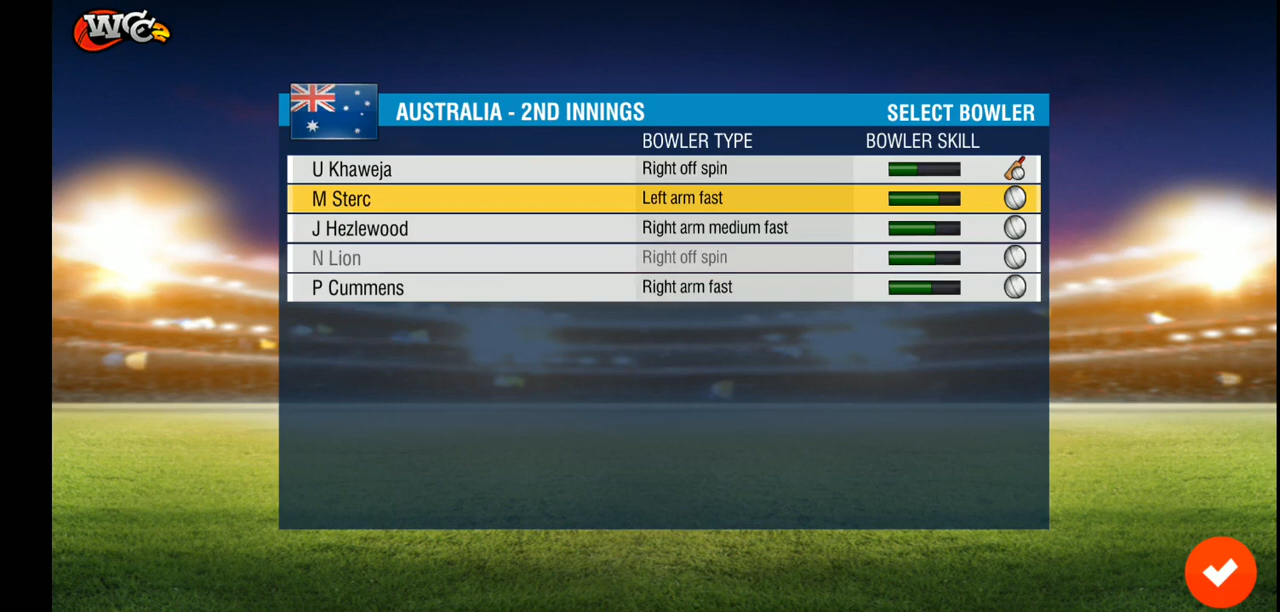 WCC
AUSTRALIA - 2ND INNINGS SELECT BOWLER
BOWLER TYPE BOWLER SKILL
U Khaweja Right off spin
M Sterc Left arm fast
J Hezlewood Right arm medium fast
N Lion Right off spin
P Cummens Right arm fast